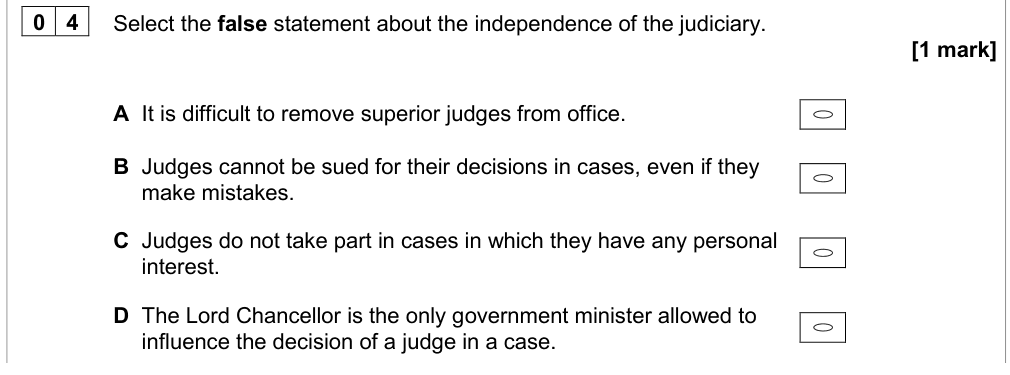 0 4 Select the false statement about the independence of the judiciary.
[1 mark]
A It is difficult to remove superior judges from office.
B Judges cannot be sued for their decisions in cases, even if they
make mistakes.
C Judges do not take part in cases in which they have any personal
interest.
D The Lord Chancellor is the only government minister allowed to
influence the decision of a judge in a case.